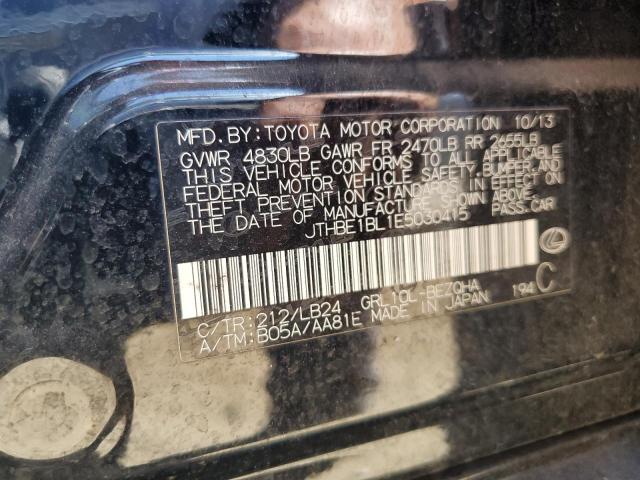 MFD. BY: TOYOTA MOTOR CORPORATION 10/13
GVWR 4830LB GAWR FR 2470LB RR 2455LB
THIS VEHICLE CONFORMS TO ALL APPLICABLE
FEDERAL MOTOR VEHICLE SAFETY, BUMPER, AND
THEFT PREVENTION STANDARDS IN EFFECT ON
THE DATE OF MANUFACTURE SHOWN ABOVE.
JTHBE1BL1E5030415 PASS. CAR
C/TR: 212/LB24 GRL10L-BEZQHA 194 C
A/TM: B05A/AA81E MADE IN JAPAN